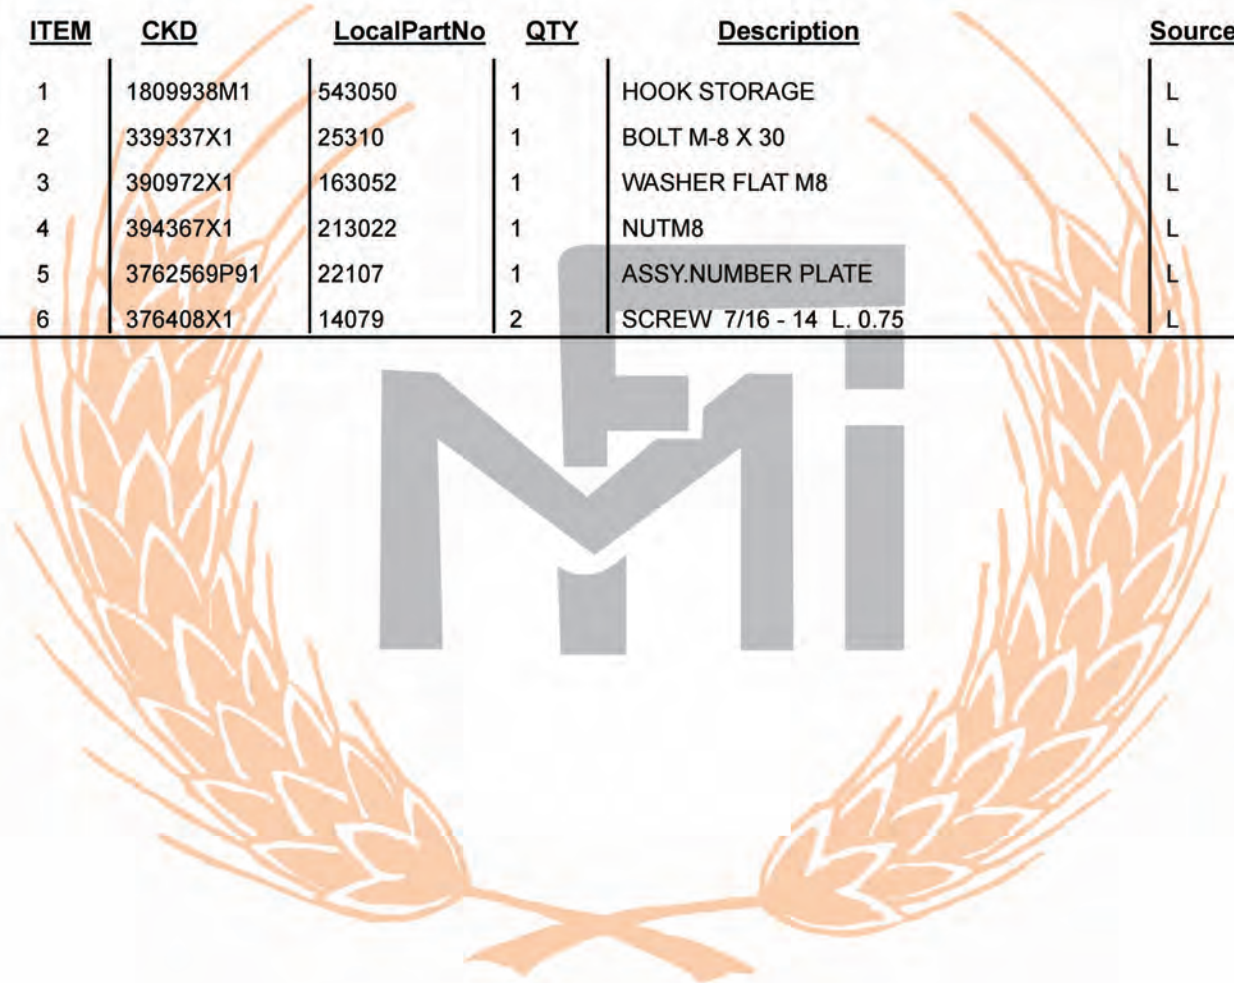 ITEM CKD LocalPartNo QTY Description Source
1 1809938M1 543050 1 HOOK STORAGE L
2 339337X1 25310 1 BOLT M-8 X 30 L
3 390972X1 163052 1 WASHER FLAT M8 L
4 394367X1 213022 1 NUTM8 L
5 3762569P91 22107 1 ASSY.NUMBER PLATE L
6 376408X1 14079 2 SCREW 7/16 - 14 L. 0.75 L